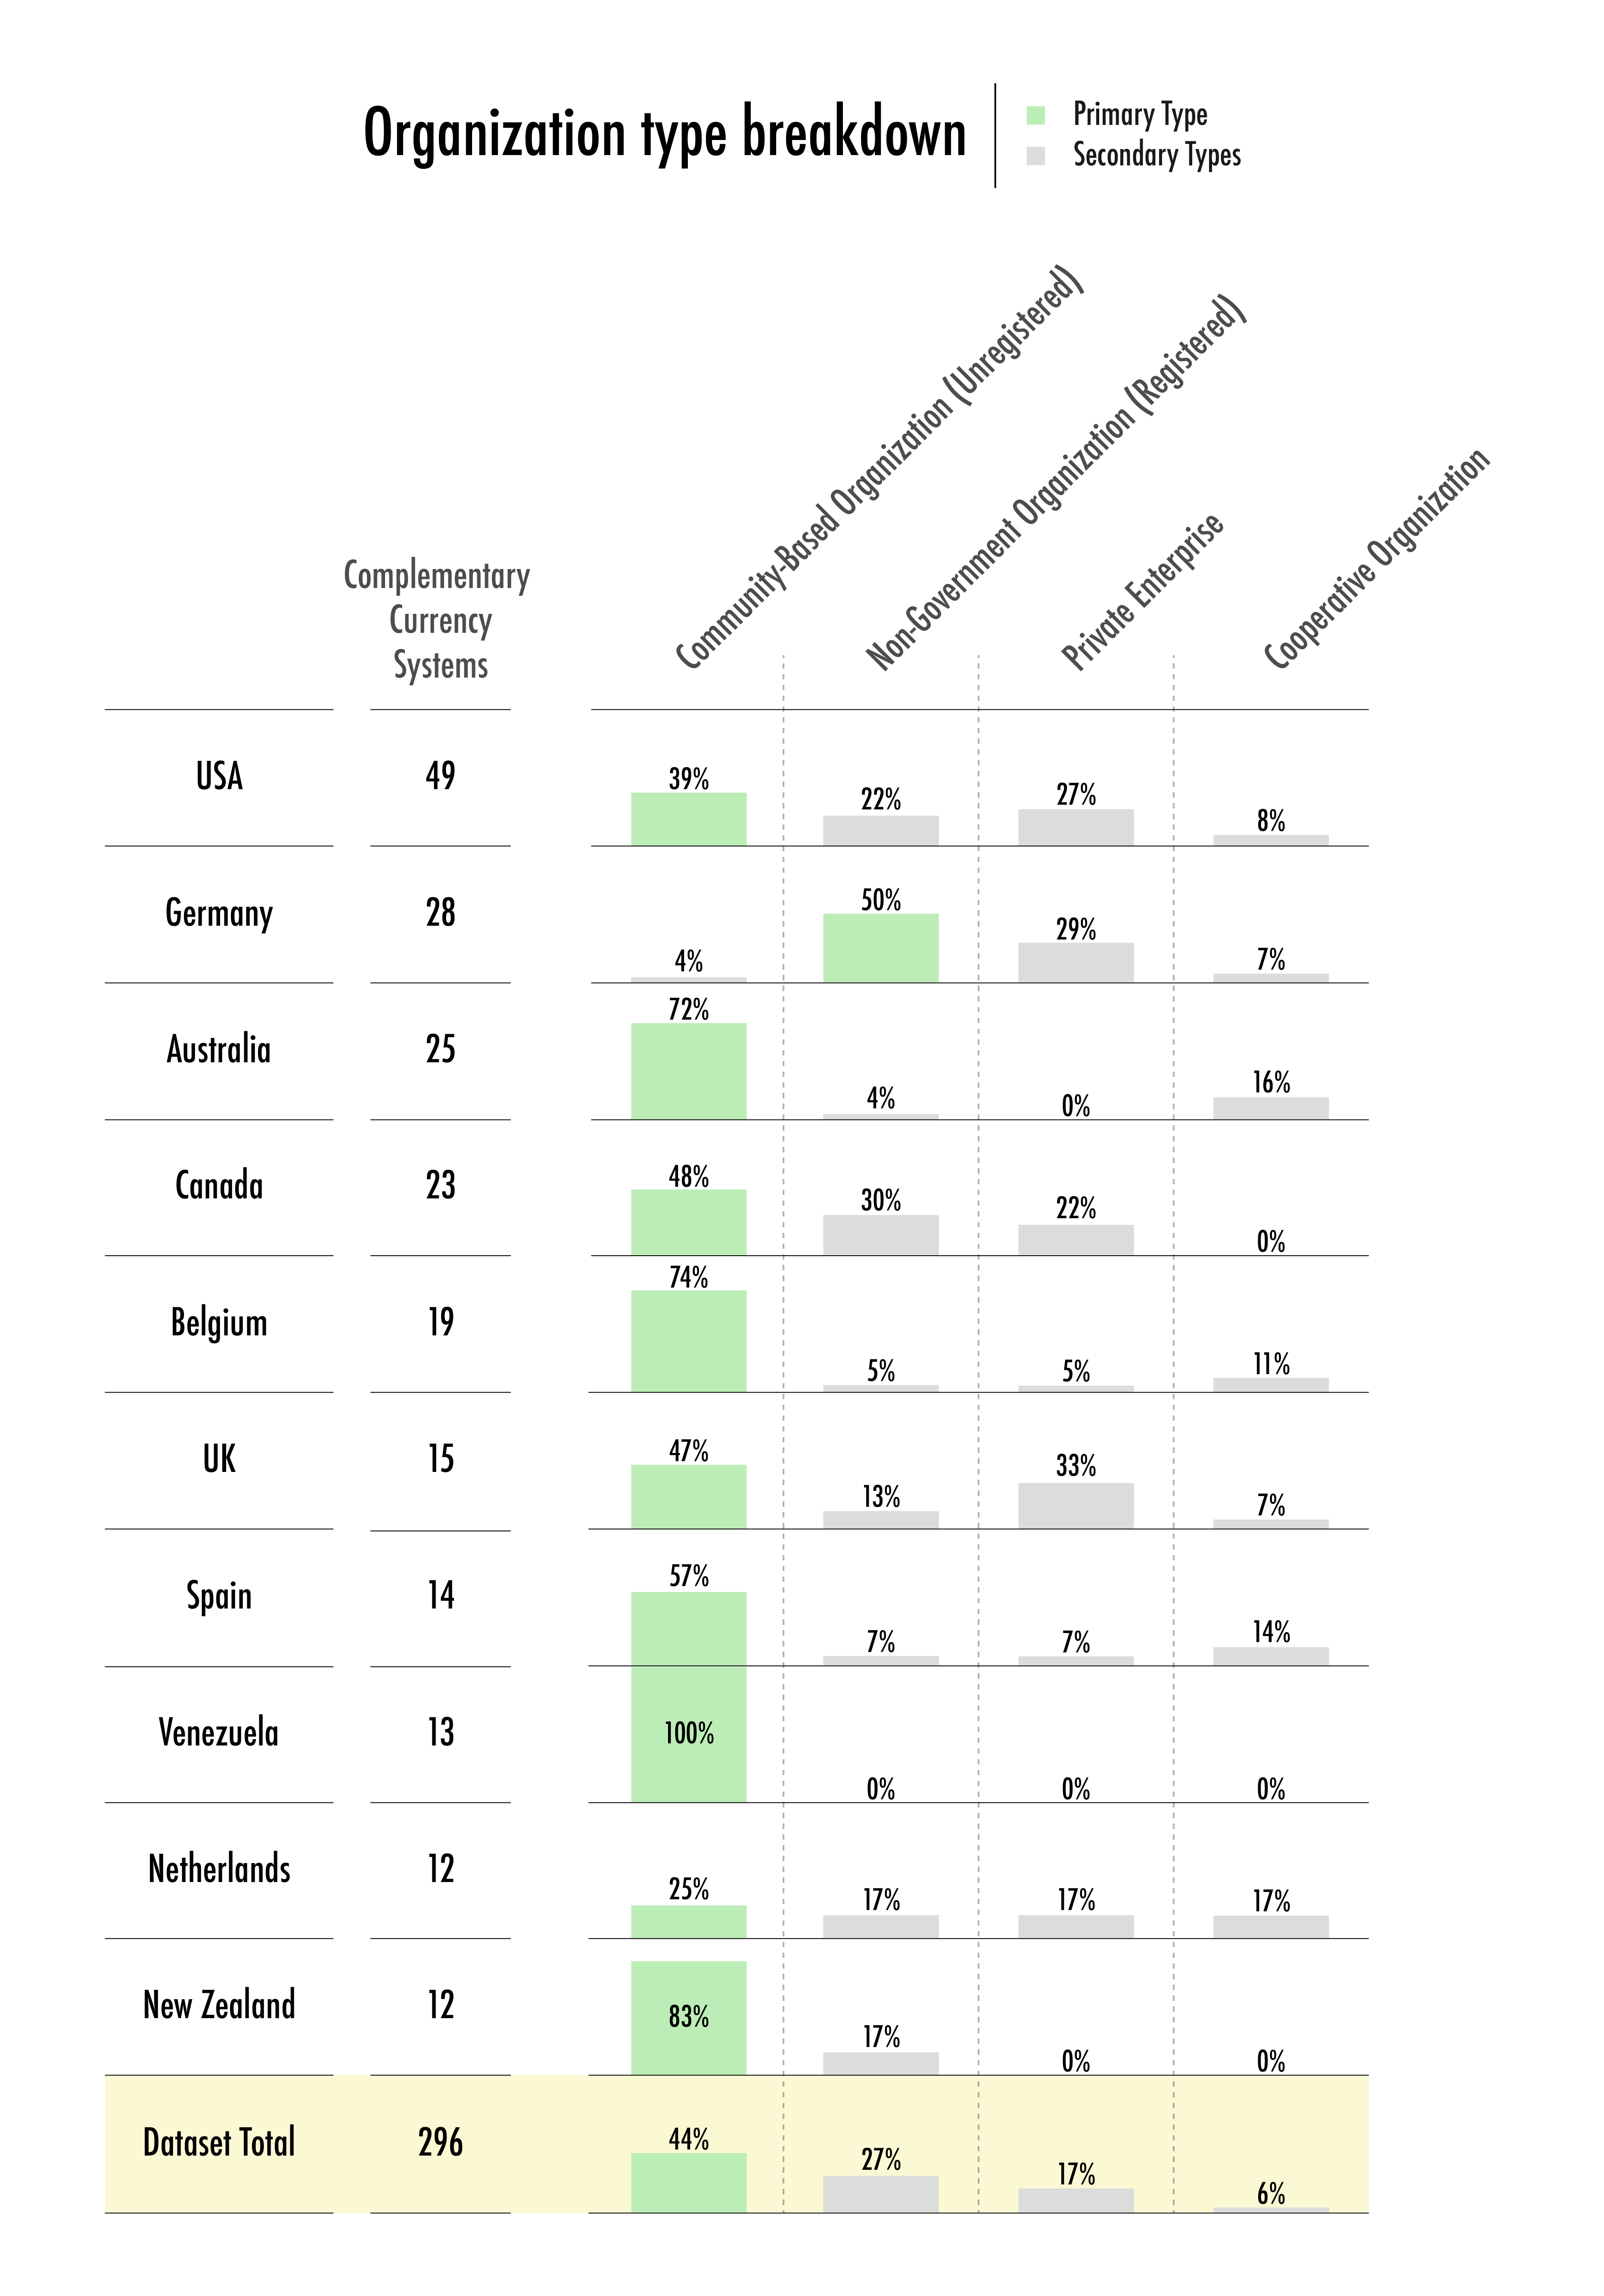 Organization type breakdown
Primary Type
Secondary Types
Complementary
Currency
Systems
Community-Based Organization (Unregistered)
Non-Government Organization (Registered)
Private Enterprise
Cooperative Organization
USA 49 39% 22% 27% 8%
Germany 28 4% 50% 29% 7%
Australia 25 72% 4% 0% 16%
Canada 23 48% 30% 22% 0%
Belgium 19 74% 5% 5% 11%
UK 15 47% 13% 33% 7%
Spain 14 57% 7% 7% 14%
Venezuela 13 100% 0% 0% 0%
Netherlands 12 25% 17% 17% 17%
New Zealand 12 83% 17% 0% 0%
Dataset Total 296 44% 27% 17% 6%